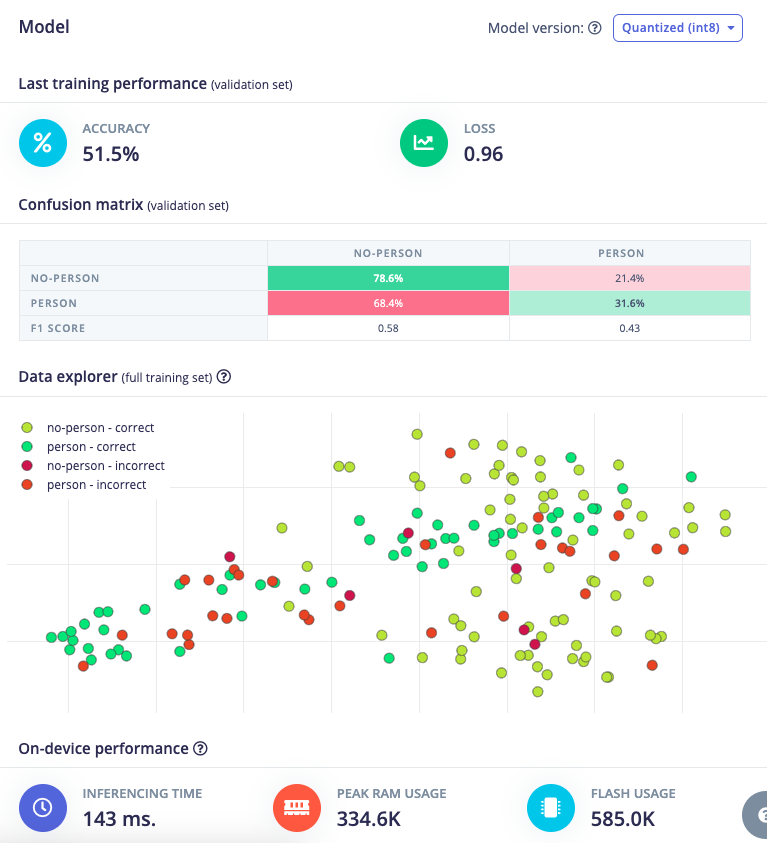 Model
Model version: ? Quantized (int8)
Last training performance (validation set)
% ACCURACY
51.5%
LOSS
0.96
Confusion matrix (validation set)
NO-PERSON PERSON
NO-PERSON 78.6% 21.4%
PERSON 68.4% 31.6%
F1 SCORE 0.58 0.43
Data explorer (full training set) ?
no-person - correct
person - correct
no-person - incorrect
person - incorrect
On-device performance ?
INFERENCING TIME
143 ms.
PEAK RAM USAGE
334.6K
FLASH USAGE
585.0K
?